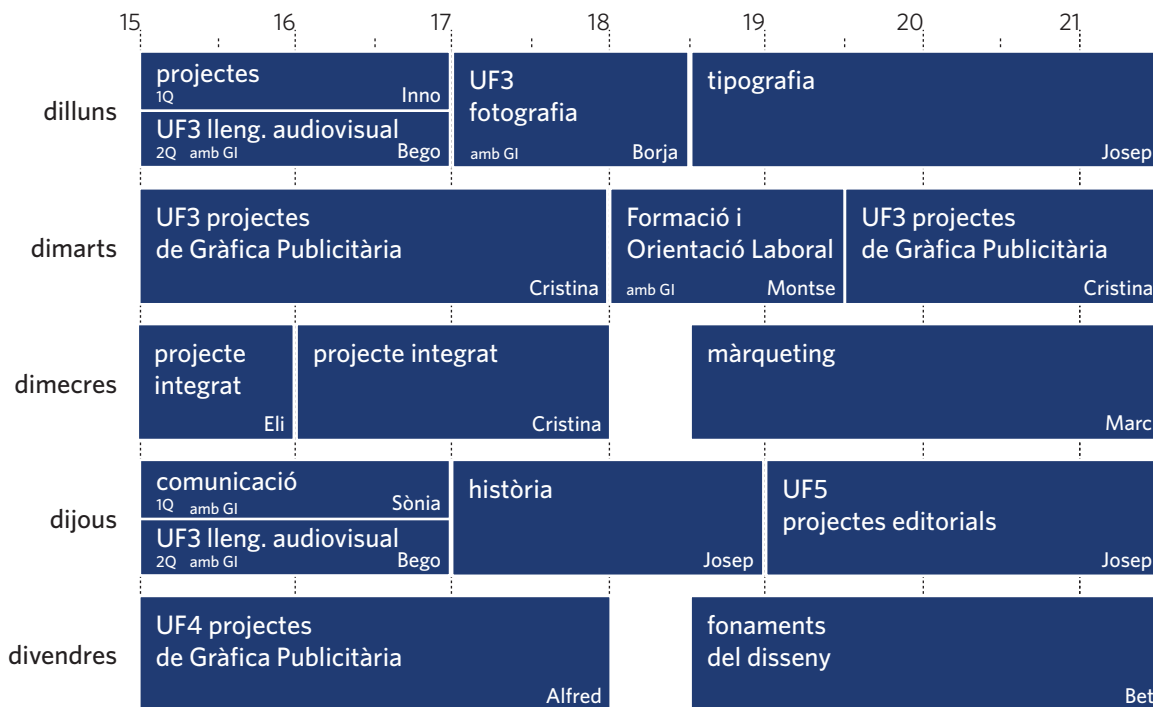 15 16 17 18 19 20 21
dilluns
projectes
1Q Inno
UF3 lleng. audiovisual
2Q amb GI Bego
UF3
fotografia
amb GI Borja
tipografia
Josep
dimarts
UF3 projectes
de Gràfica Publicitària
Cristina
Formació i
Orientació Laboral
amb GI Montse
UF3 projectes
de Gràfica Publicitària
Cristina
dimecres
projecte
integrat
Eli
projecte integrat
Cristina
màrqueting
Marc
dijous
comunicació
1Q amb GI Sònia
UF3 lleng. audiovisual
2Q amb GI Bego
història
Josep
UF5
projectes editorials
Josep
divendres
UF4 projectes
de Gràfica Publicitària
Alfred
fonaments
del disseny
Bet